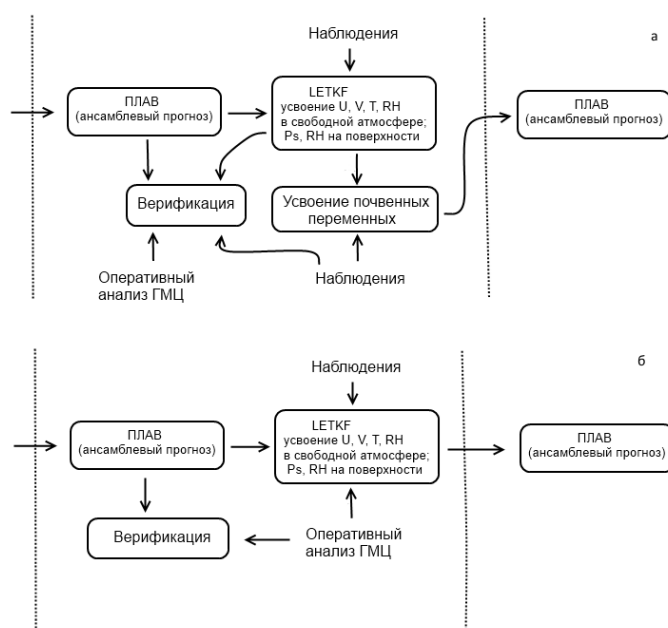 Наблюдения
а
ПЛАВ
(ансамблевый прогноз)
LETKF
усвоение U, V, T, RH
в свободной атмосфере;
Ps, RH на поверхности
ПЛАВ
(ансамблевый прогноз)
Верификация
Усвоение почвенных
переменных
Оперативный
анализ ГМЦ
Наблюдения
б
Наблюдения
ПЛАВ
(ансамблевый прогноз)
LETKF
усвоение U, V, T, RH
в свободной атмосфере;
Ps, RH на поверхности
ПЛАВ
(ансамблевый прогноз)
Верификация
Оперативный
анализ ГМЦ